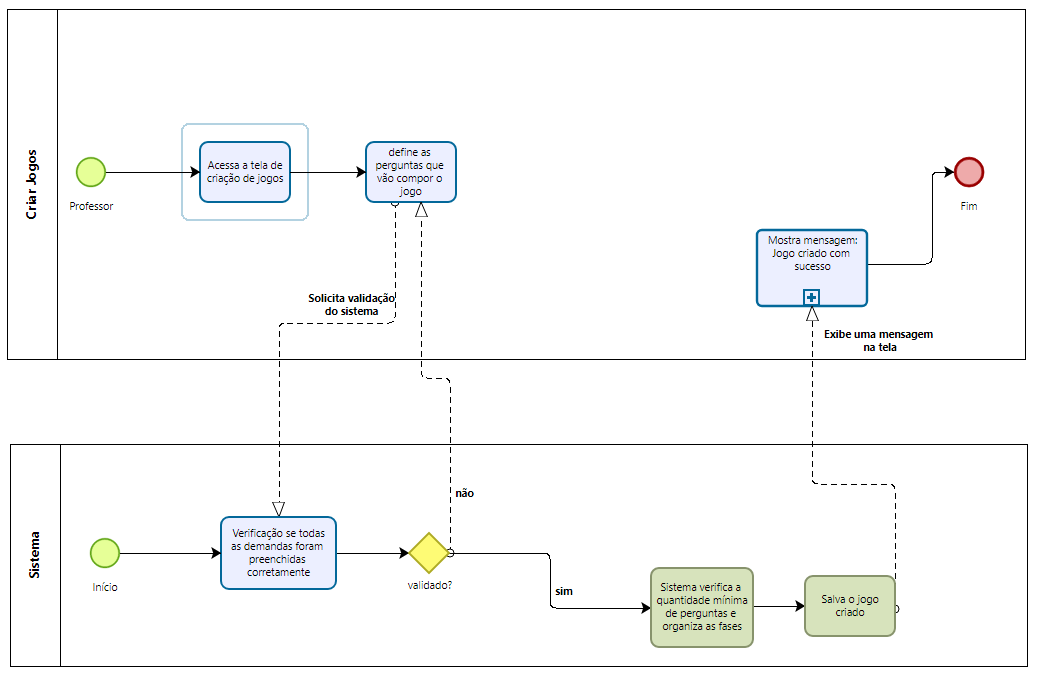 Criar Jogos
Professor
Acessa a tela de
criação de jogos
define as
perguntas que
vão compor o
jogo
Solicita validação
do sistema
Mostra mensagem:
Jogo criado com
sucesso
Fim
Exibe uma mensagem
na tela
Sistema
Início
Verificação se todas
as demandas foram
preenchidas
corretamente
validado?
não
sim
Sistema verifica a
quantidade mínima
de perguntas e
organiza as fases
Salva o jogo
criado